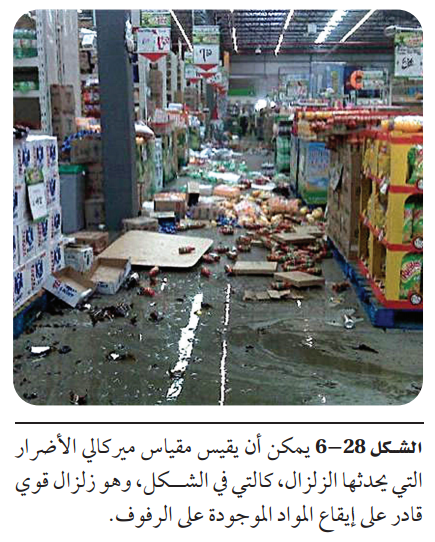 الشكل 28-6 يمكن أن يقيس مقياس ميركالي الأضرار
التي يحدثها الزلزال، كالتي في الشكل، وهو زلزال قوي
قادر على إيقاع المواد الموجودة على الرفوف.